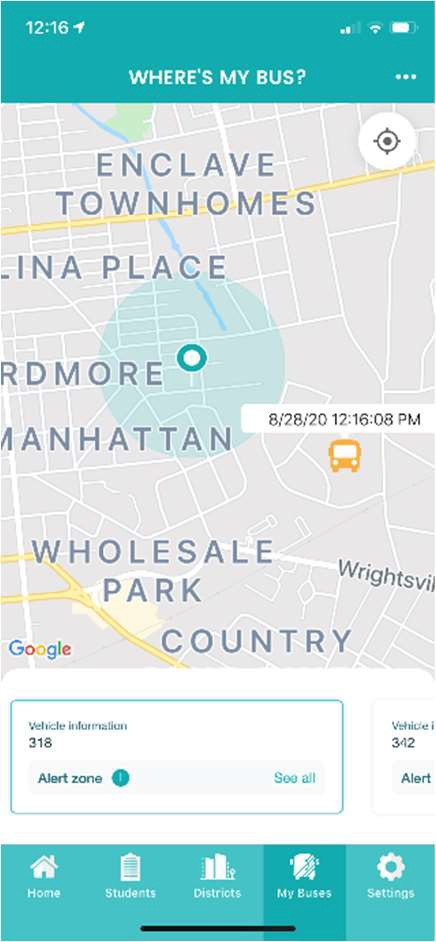 12:16
WHERE'S MY BUS?
ENCLAVE
TOWNHOMES
LINA PLACE
RDMORE
8/28/20 12:16:08 PM
MANHATTAN
WHOLESALE
PARK
Wrightsvil
COUNTRY
Google
Vehicle information
318
Alert zone
See all
Vehicle i
342
Alert
Home
Students
Districts
My Buses
Settings